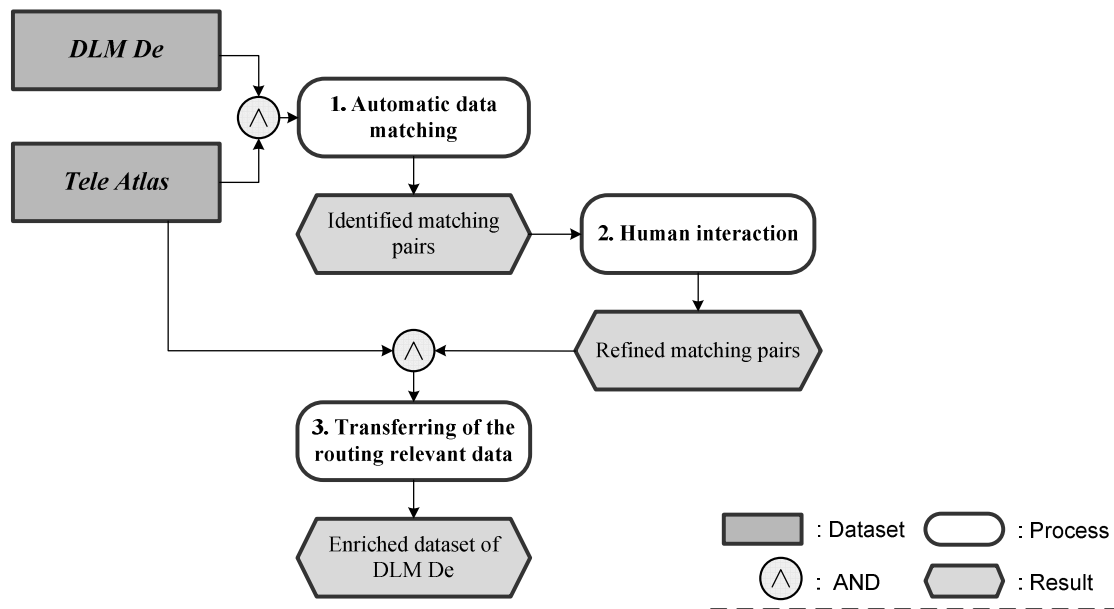 DLM De
Tele Atlas
∧
1. Automatic data
matching
Identified matching
pairs
2. Human interaction
Refined matching pairs
∧
3. Transferring of the
routing relevant data
Enriched dataset of
DLM De
: Dataset
: Process
∧ : AND
: Result